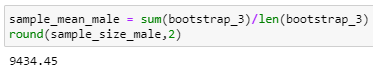 sample_mean_male = sum(bootstrap_3)/len(bootstrap_3)
round(sample_size_male,2)
9434.45